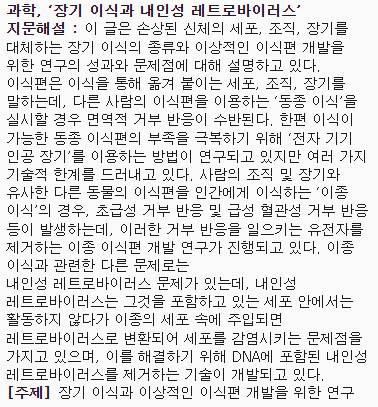 과학, ‘장기 이식과 내인성 레트로바이러스’
지문해설 : 이 글은 손상된 신체의 세포, 조직, 장기를
대체하는 장기 이식의 종류와 이상적인 이식편 개발을
위한 연구의 성과와 문제점에 대해 설명하고 있다.
이식편은 이식을 통해 옮겨 붙이는 세포, 조직, 장기를
말하는데, 다른 사람의 이식편을 이용하는 ‘동종 이식’을
실시할 경우 면역적 거부 반응이 수반된다. 한편 이식이
가능한 동종 이식편의 부족을 극복하기 위해 ‘전자 기기
인공 장기’를 이용하는 방법이 연구되고 있지만 여러 가지
기술적 한계를 드러내고 있다. 사람의 조직 및 장기와
유사한 다른 동물의 이식편을 인간에게 이식하는 ‘이종
이식’의 경우, 초급성 거부 반응 및 급성 혈관성 거부 반응
등이 발생하는데, 이러한 거부 반응을 일으키는 유전자를
제거하는 이종 이식편 개발 연구가 진행되고 있다. 이종
이식과 관련한 다른 문제로는
내인성 레트로바이러스 문제가 있는데, 내인성
레트로바이러스는 그것을 포함하고 있는 세포 안에서는
활동하지 않다가 이종의 세포 속에 주입되면
레트로바이러스로 변환되어 세포를 감염시키는 문제점을
가지고 있으며, 이를 해결하기 위해 DNA에 포함된 내인성
레트로바이러스를 제거하는 기술이 개발되고 있다.
[주제] 장기 이식과 이상적인 이식편 개발을 위한 연구